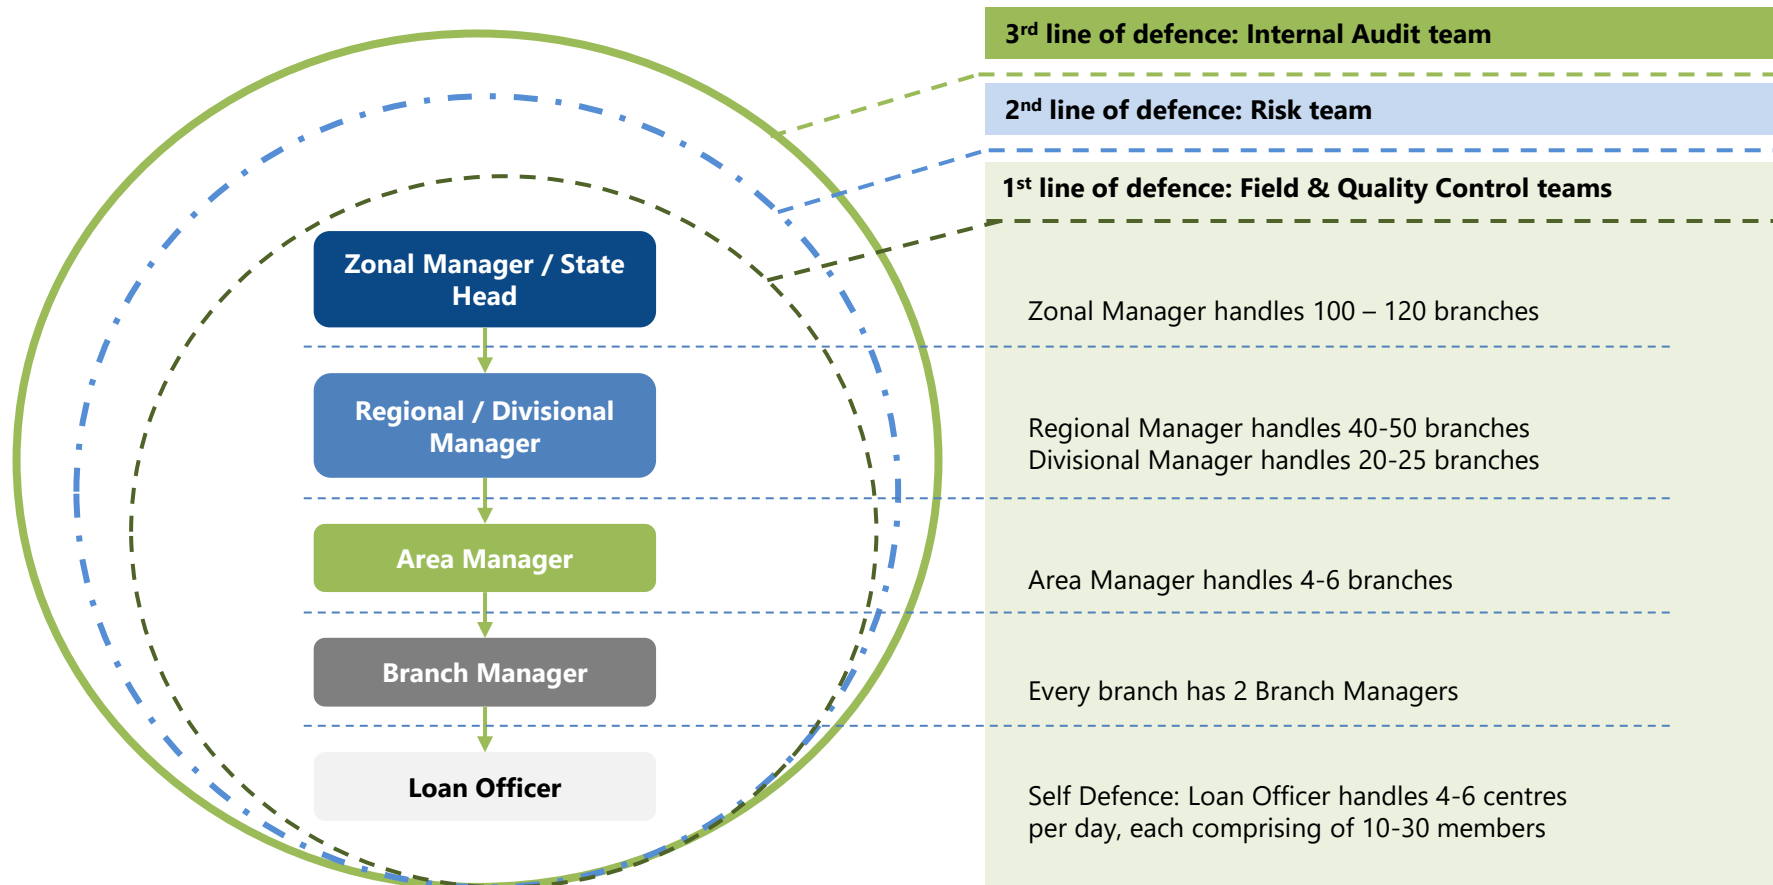 3rd line of defence: Internal Audit team
2nd line of defence: Risk team
1st line of defence: Field & Quality Control teams
Zonal Manager / State
Head
Zonal Manager handles 100 – 120 branches
Regional / Divisional
Manager
Regional Manager handles 40-50 branches
Divisional Manager handles 20-25 branches
Area Manager
Area Manager handles 4-6 branches
Branch Manager
Every branch has 2 Branch Managers
Loan Officer
Self Defence: Loan Officer handles 4-6 centres
per day, each comprising of 10-30 members